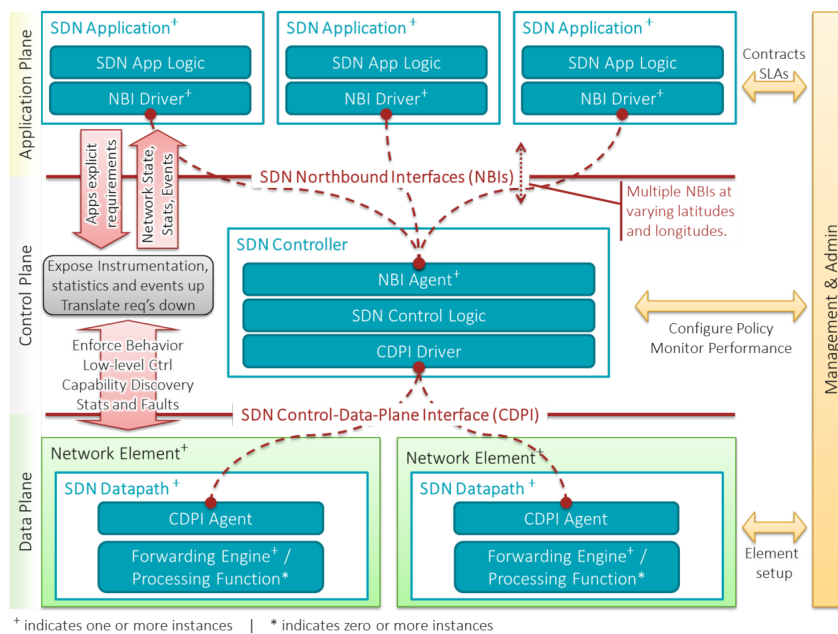 Application Plane
SDN Application+
SDN App Logic
NBI Driver+
SDN Application+
SDN App Logic
NBI Driver+
SDN Application+
SDN App Logic
NBI Driver+
Contracts
SLAs
Apps explicit
requirements
Network State,
Stats, Events
SDN Northbound Interfaces (NBIs)
Multiple NBIs at
varying latitudes
and longitudes.
Control Plane
Expose Instrumentation,
statistics and events up
Translate req's down
SDN Controller
NBI Agent+
SDN Control Logic
CDPI Driver
Configure Policy
Monitor Performance
Management & Admin
Enforce Behavior
Low-level Ctrl
Capability Discovery
Stats and Faults
SDN Control-Data-Plane Interface (CDPI)
Data Plane
Network Element+
SDN Datapath+
CDPI Agent
Forwarding Engine+ /
Processing Function*
Network Element+
SDN Datapath+
CDPI Agent
Forwarding Engine+ /
Processing Function*
Element
setup
+ indicates one or more instances | * indicates zero or more instances